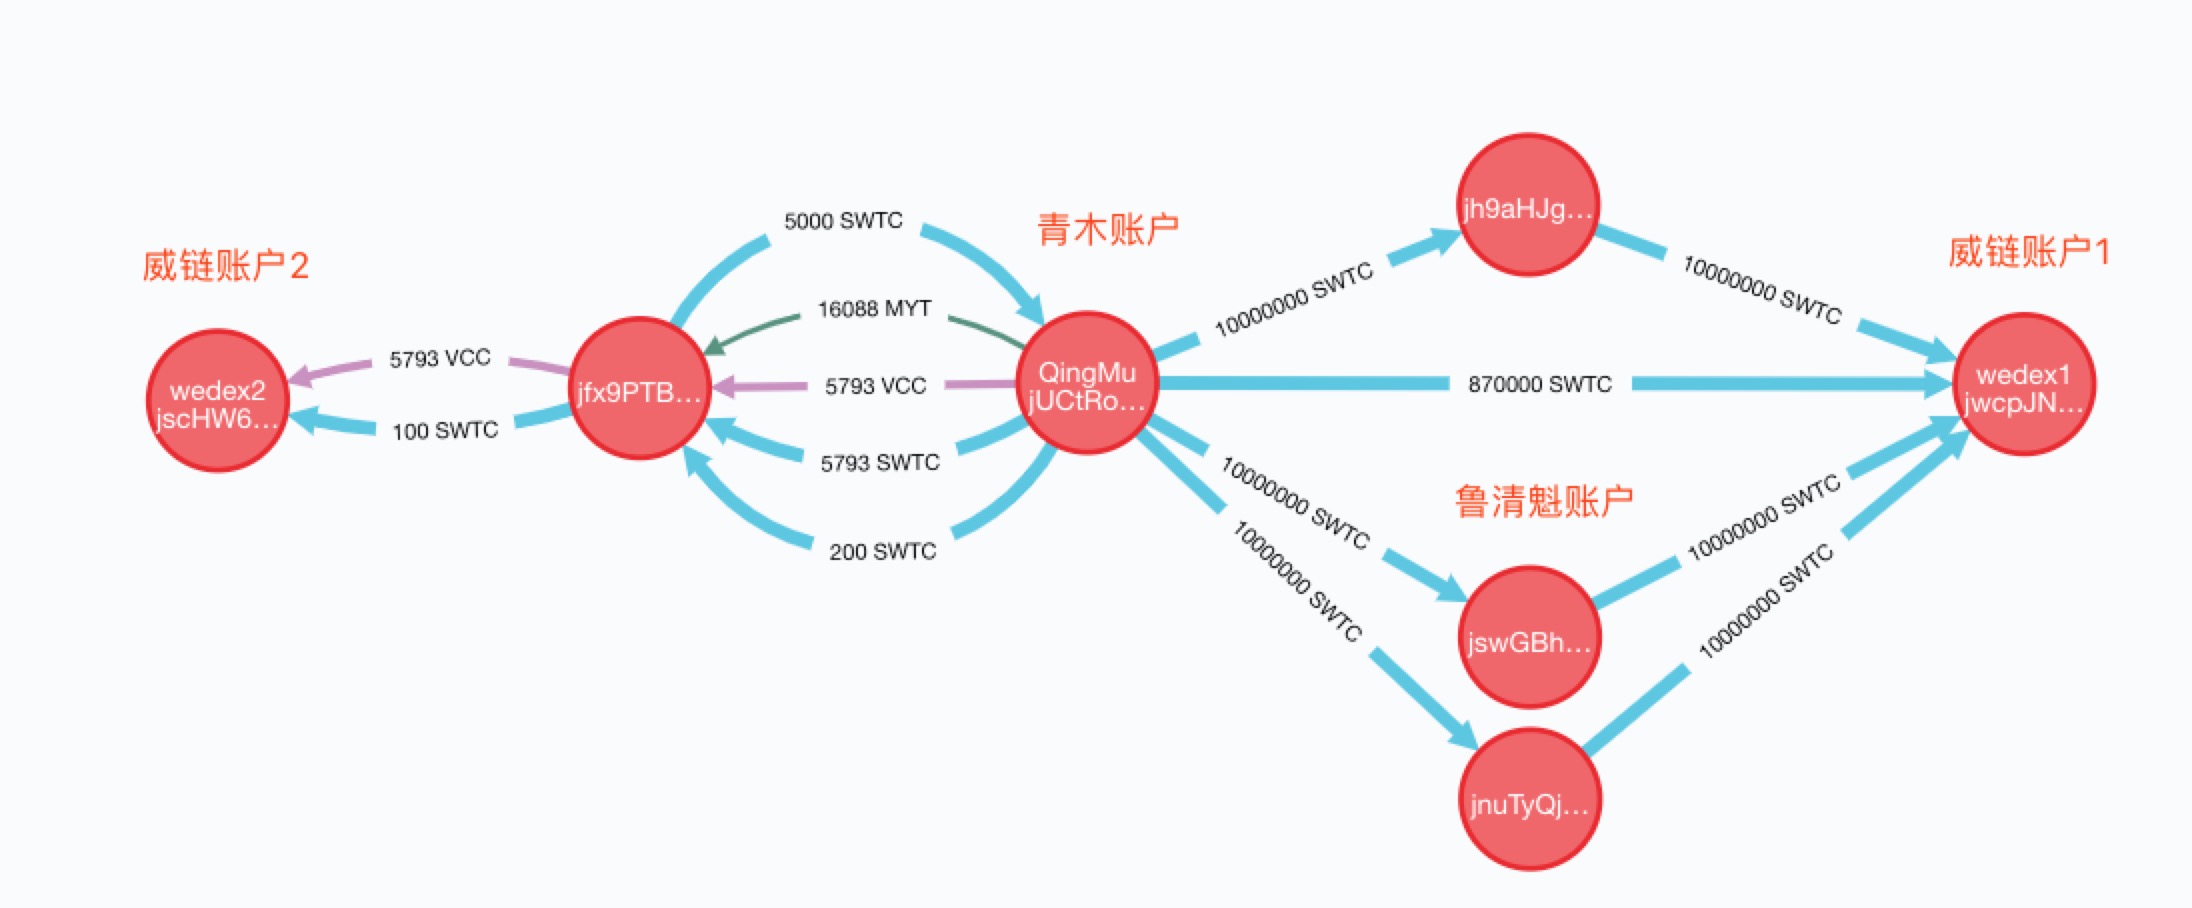 威链账户2
wedex2
jscHW6...
5793 VCC
100 SWTC
jfx9PTB...
5000 SWTC
16088 MYT
5793 VCC
5793 SWTC
200 SWTC
青木账户
QingMu
jUCtRo...
10000000 SWTC
870000 SWTC
10000000 SWTC
10000000 SWTC
jh9aHJg...
鲁清魁账户
jswGBh...
jnuTyQj...
10000000 SWTC
10000000 SWTC
10000000 SWTC
威链账户1
wedex1
jwcpJN...